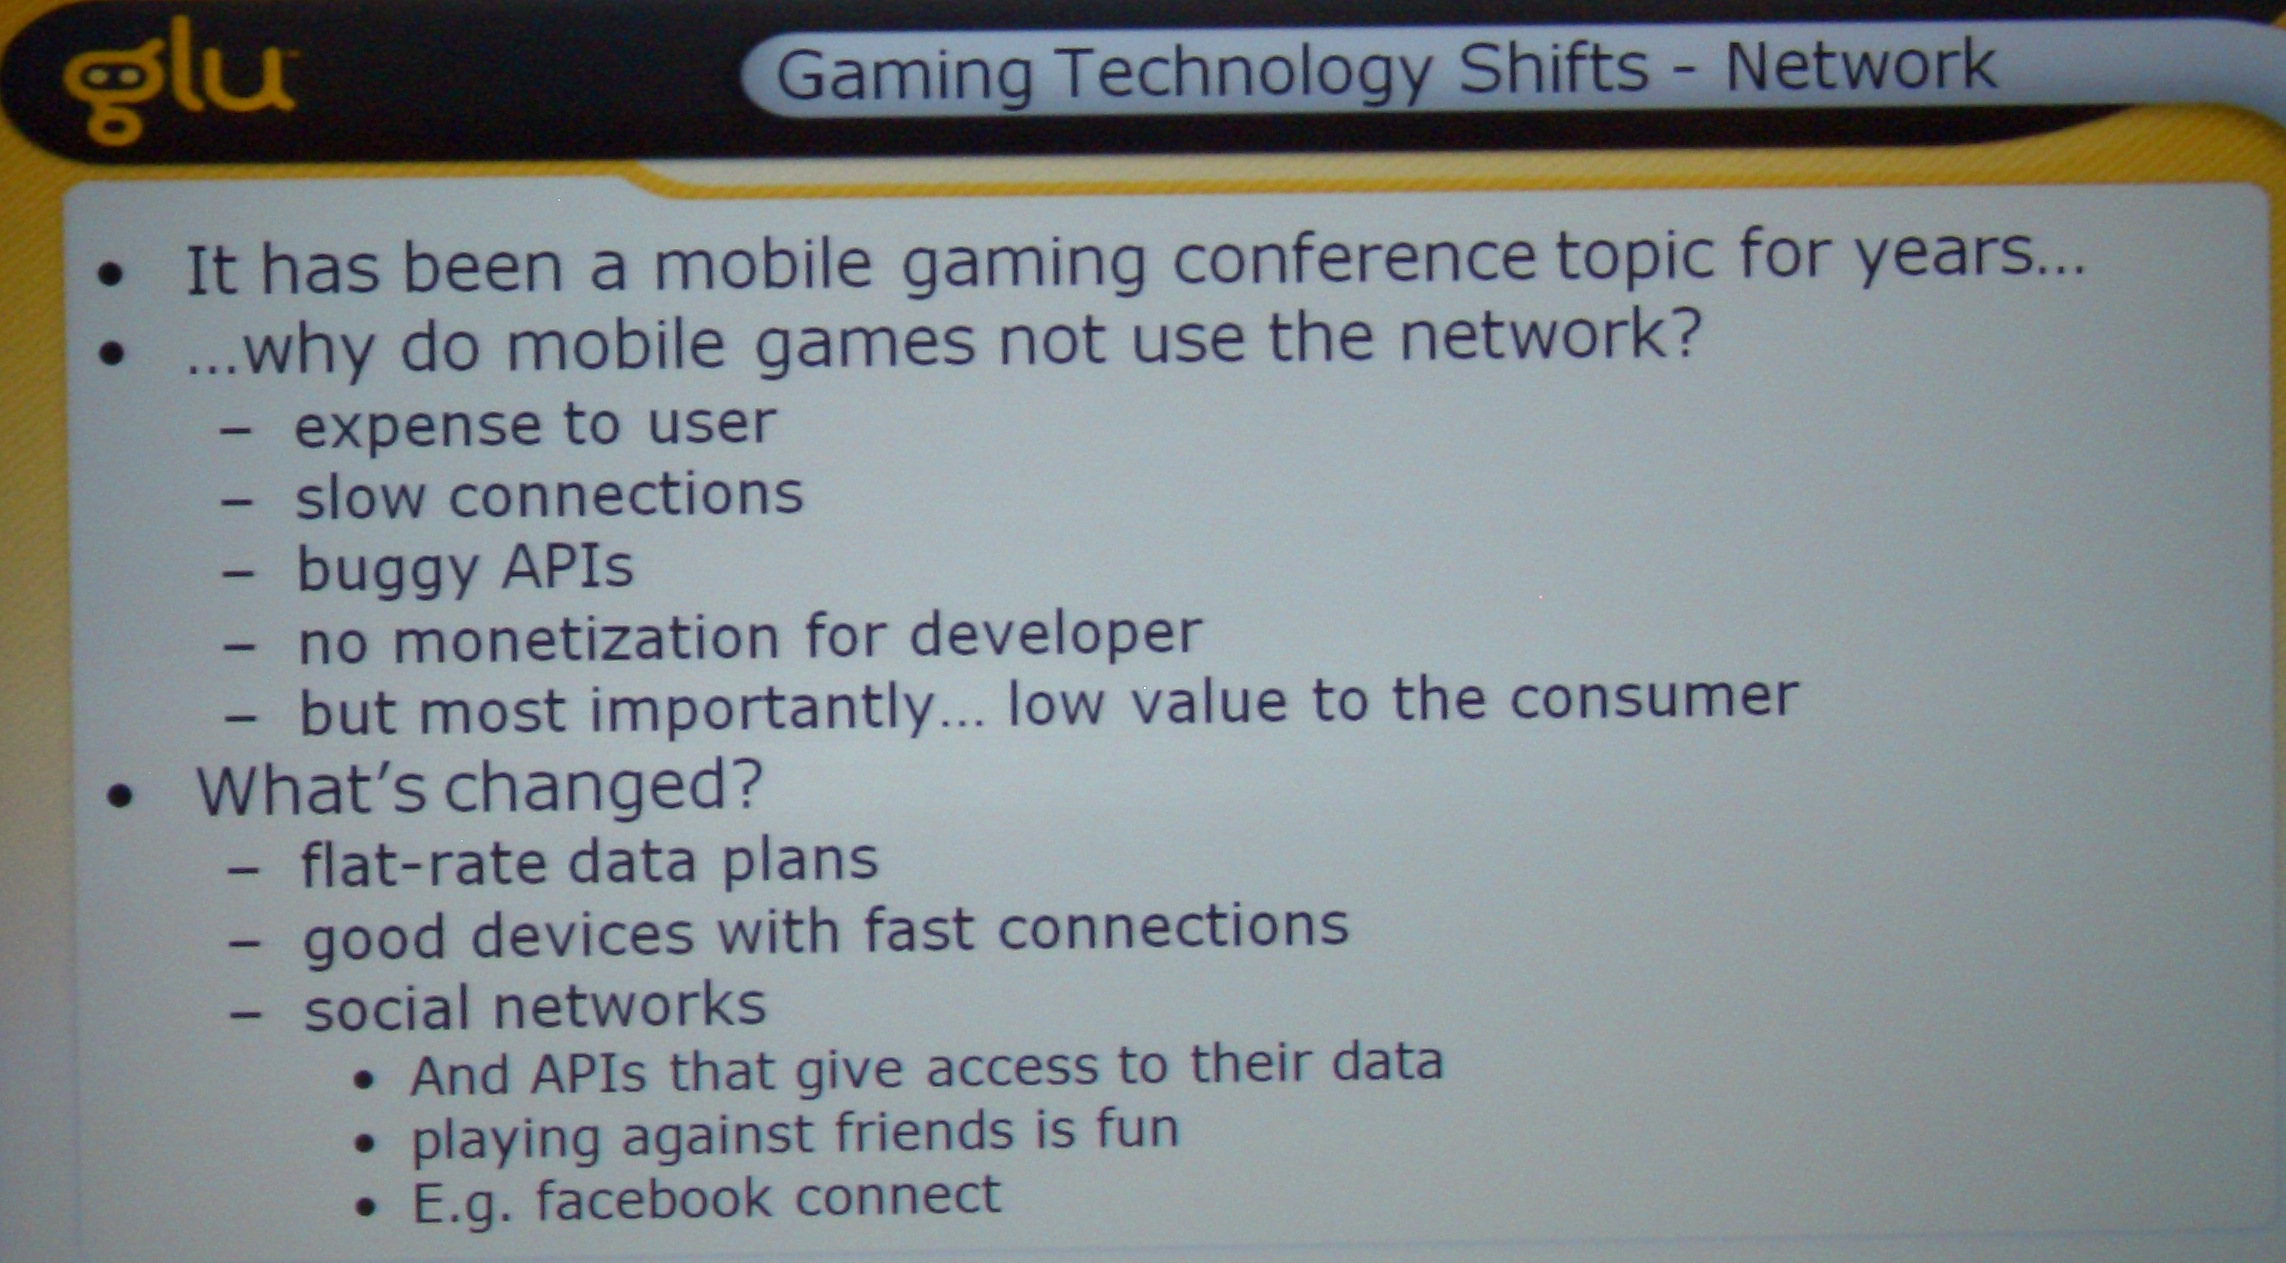 glu
Gaming Technology Shifts - Network
• It has been a mobile gaming conference topic for years...
• ...why do mobile games not use the network?
– expense to user
– slow connections
– buggy APIs
– no monetization for developer
– but most importantly... low value to the consumer
• What's changed?
– flat-rate data plans
– good devices with fast connections
– social networks
• And APIs that give access to their data
• playing against friends is fun
• E.g. facebook connect